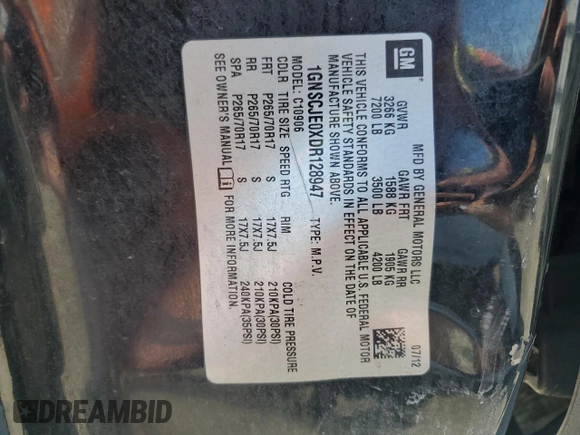 GM
MFD BY GENERAL MOTORS LLC 07/12
GVWR GAWR FRT GAWR RR
3266 KG 1588 KG 1905 KG
7200 LB 3500 LB 4200 LB
THIS VEHICLE CONFORMS TO ALL APPLICABLE U.S. FEDERAL MOTOR
VEHICLE SAFETY STANDARDS IN EFFECT ON THE DATE OF
MANUFACTURE SHOWN ABOVE.
1GNSCJE0XDR128947 TYPE: M.P.V.
MODEL: C10906
CDLR TIRE SIZE SPEED RTG RIM COLD TIRE PRESSURE
FRT P265/70R17 S 17X7.5J 210KPA(30PSI)
RR P265/70R17 S 17X7.5J 210KPA(30PSI)
SPA P265/70R17 S 17X7.5J 240KPA(35PSI)
SEE OWNER'S MANUAL FOR MORE INFORMATION.
DREAMBID